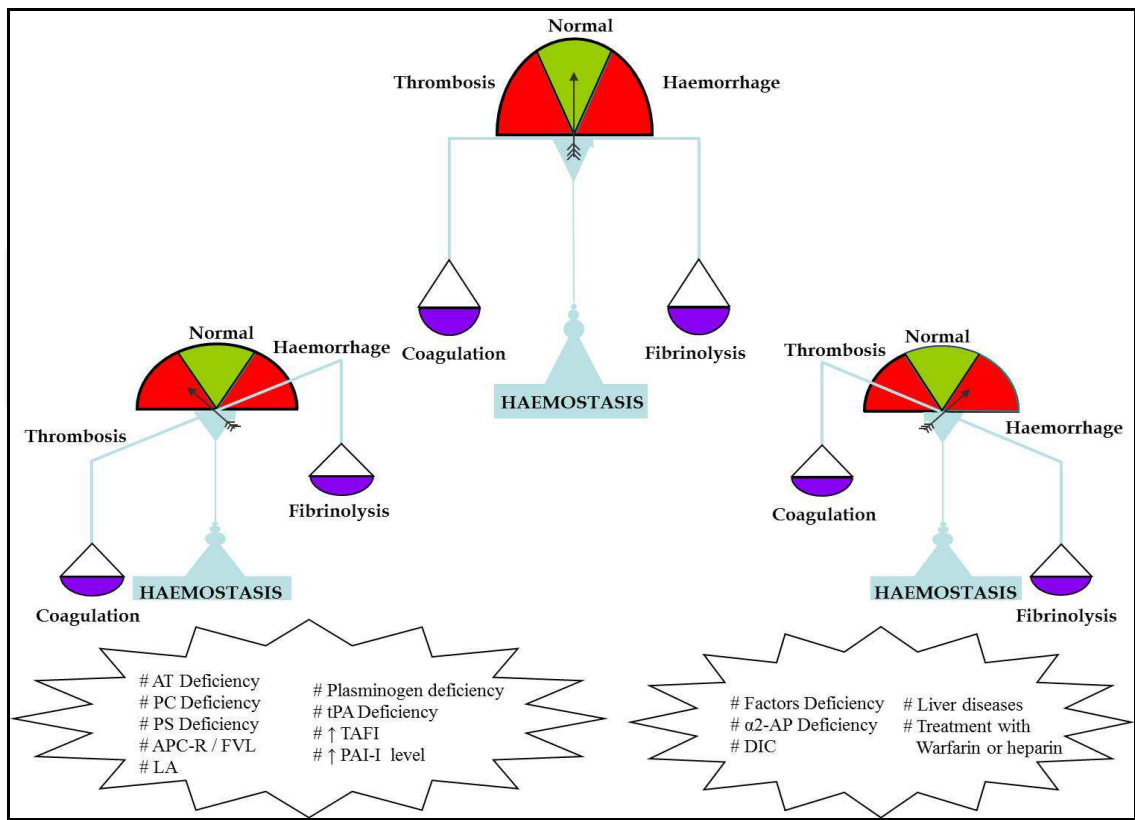 Normal
Thrombosis
Haemorrhage
Coagulation
Fibrinolysis
HAEMOSTASIS
Normal
Haemorrhage
Thrombosis
Fibrinolysis
Coagulation
HAEMOSTASIS
Normal
Thrombosis
Haemorrhage
Coagulation
Fibrinolysis
HAEMOSTASIS
# AT Deficiency
# PC Deficiency
# PS Deficiency
# APC-R / FVL
# LA
# Plasminogen deficiency
# tPA Deficiency
# ↑ TAFI
# ↑ PAI-I level
# Factors Deficiency
# α2-AP Deficiency
# DIC
# Liver diseases
# Treatment with
Warfarin or heparin